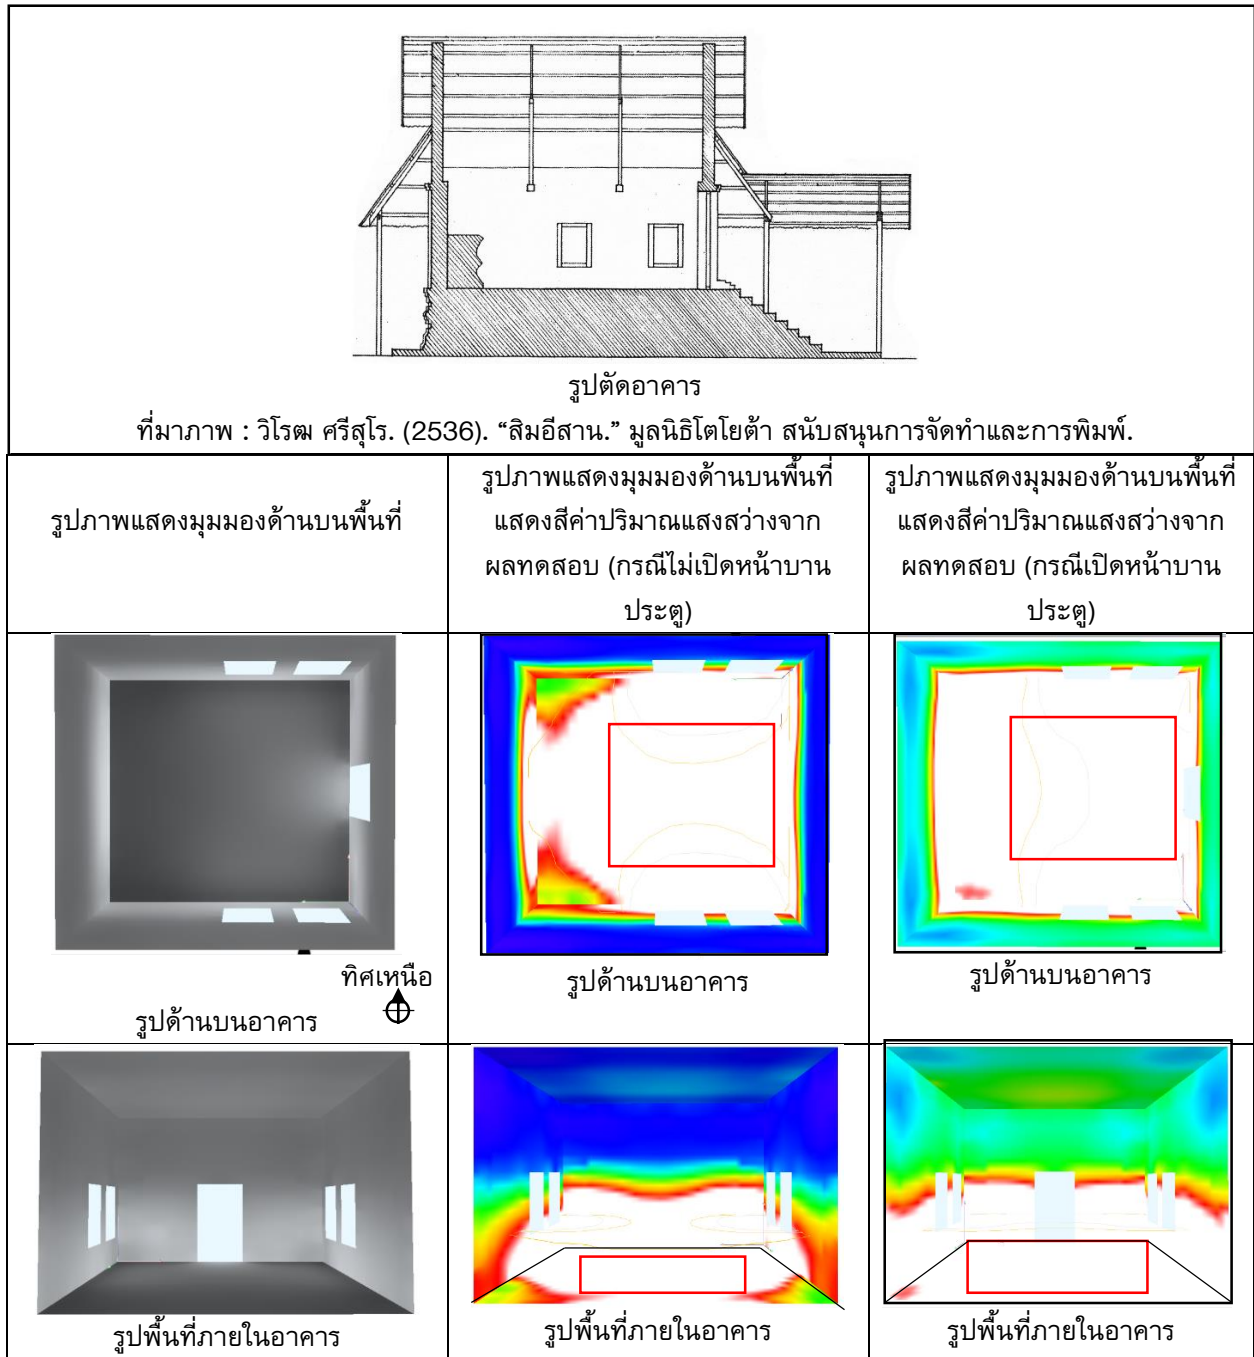 รูปตัดอาคาร
ที่มาภาพ : วิโรฒ ศรีสุโร. (2536). “สิมอีสาน.” มูลนิธิโตโยต้า สนับสนุนการจัดทำและการพิมพ์.
รูปภาพแสดงมุมมองด้านบนพื้นที่
รูปภาพแสดงมุมมองด้านบนพื้นที่
แสดงสีค่าปริมาณแสงสว่างจาก
ผลทดสอบ (กรณีไม่เปิดหน้าบาน
ประตู)
รูปภาพแสดงมุมมองด้านบนพื้นที่
แสดงสีค่าปริมาณแสงสว่างจาก
ผลทดสอบ (กรณีเปิดหน้าบาน
ประตู)
ทิศเหนือ
รูปด้านบนอาคาร
รูปด้านบนอาคาร
รูปด้านบนอาคาร
รูปพื้นที่ภายในอาคาร
รูปพื้นที่ภายในอาคาร
รูปพื้นที่ภายในอาคาร